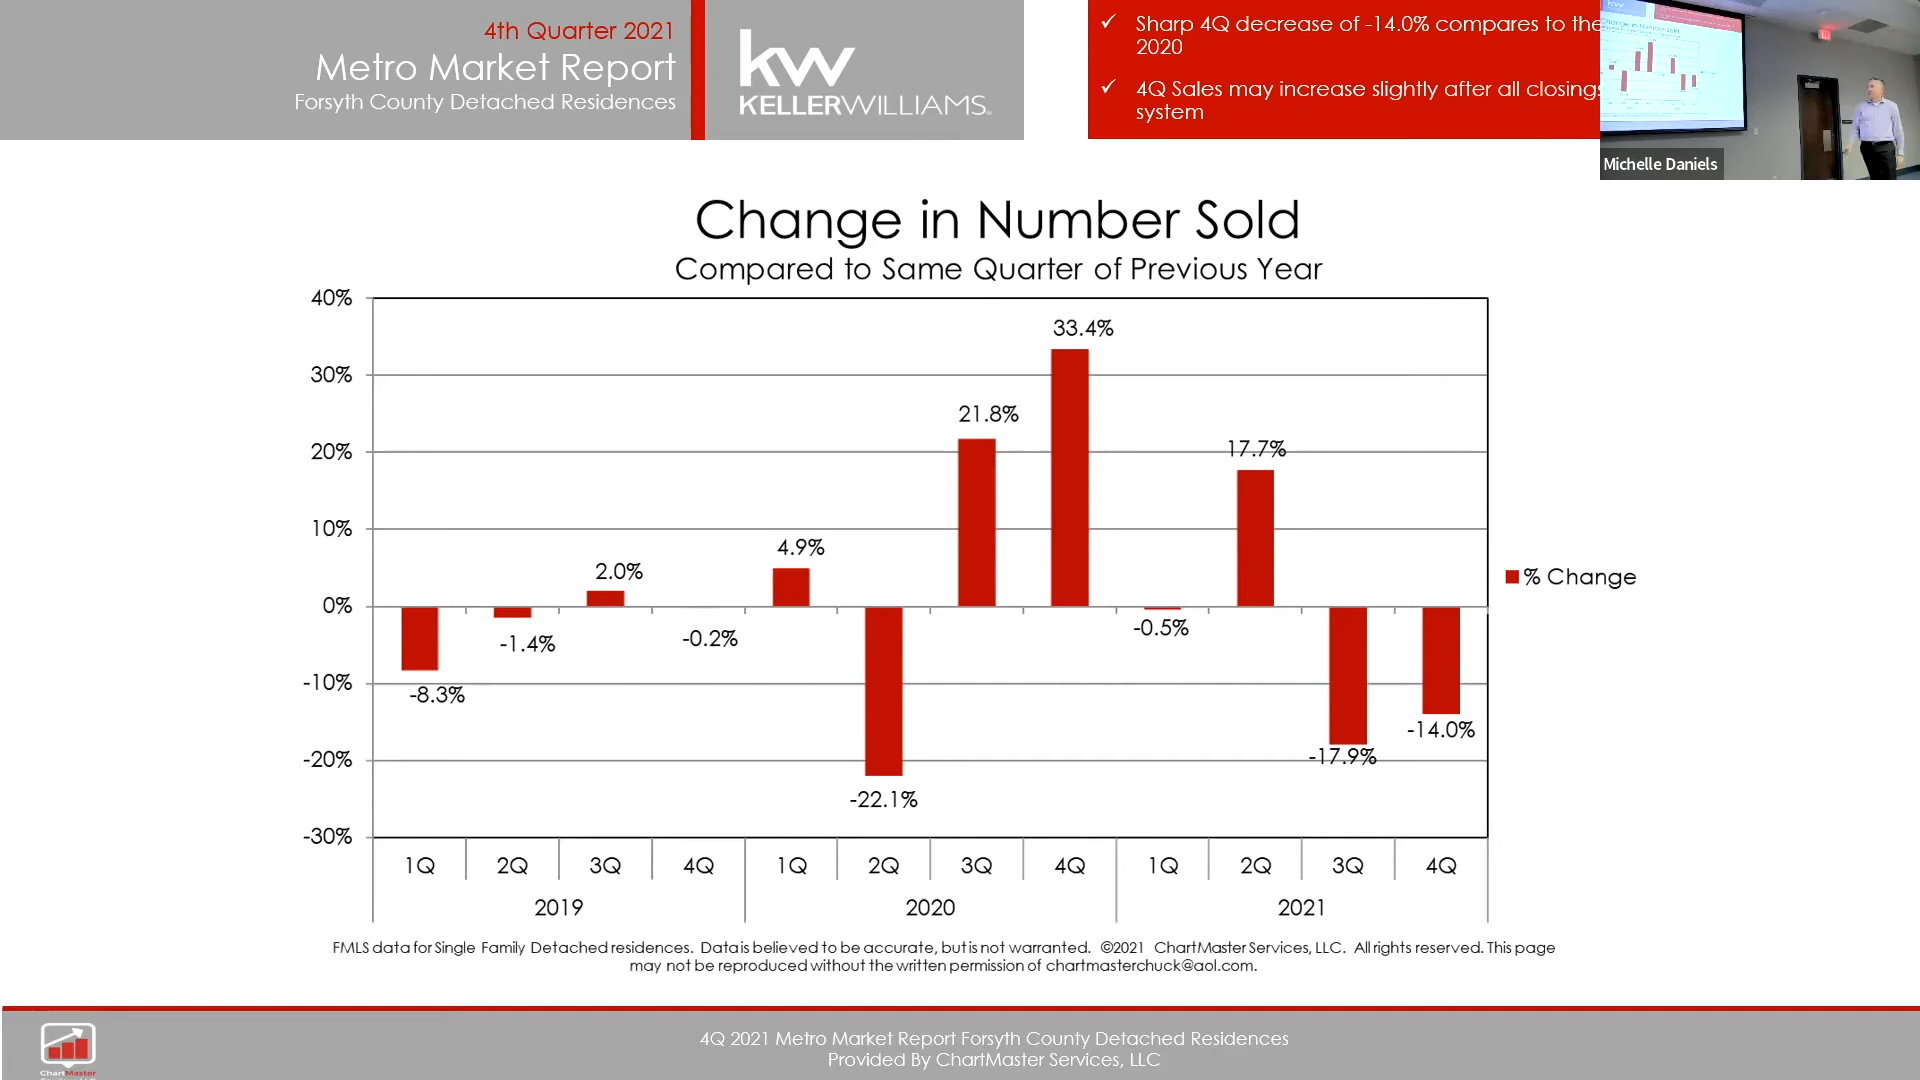 4th Quarter 2021
Metro Market Report
Forsyth County Detached Residences
kw
KELLERWILLIAMS.
✓ Sharp 4Q decrease of -14.0% compares to the
2020
✓ 4Q Sales may increase slightly after all closings
system
Michelle Daniels
Change in Number Sold
Compared to Same Quarter of Previous Year
40%
30%
20%
10%
0%
-10%
-20%
-30%
-8.3%
-1.4%
2.0%
-0.2%
4.9%
-22.1%
21.8%
33.4%
-0.5%
17.7%
-17.9%
-14.0%
% Change
1Q 2Q 3Q 4Q 1Q 2Q 3Q 4Q 1Q 2Q 3Q 4Q
2019 2020 2021
FMLS data for Single Family Detached residences. Data is believed to be accurate, but is not warranted. ©2021 ChartMaster Services, LLC. All rights reserved. This page
may not be reproduced without the written permission of chartmasterchuck@aol.com.
ChartMaster
4Q 2021 Metro Market Report Forsyth County Detached Residences
Provided By ChartMaster Services, LLC